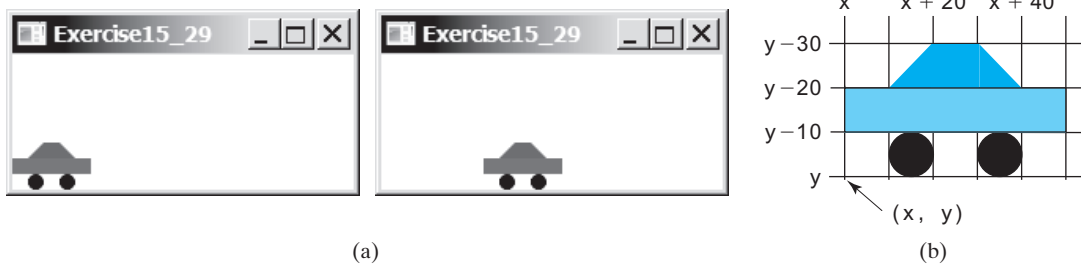 Exercise15_29
Exercise15_29
x x + 20 x + 40
y − 30
y − 20
y − 10
y
(x, y)
(a)
(b)